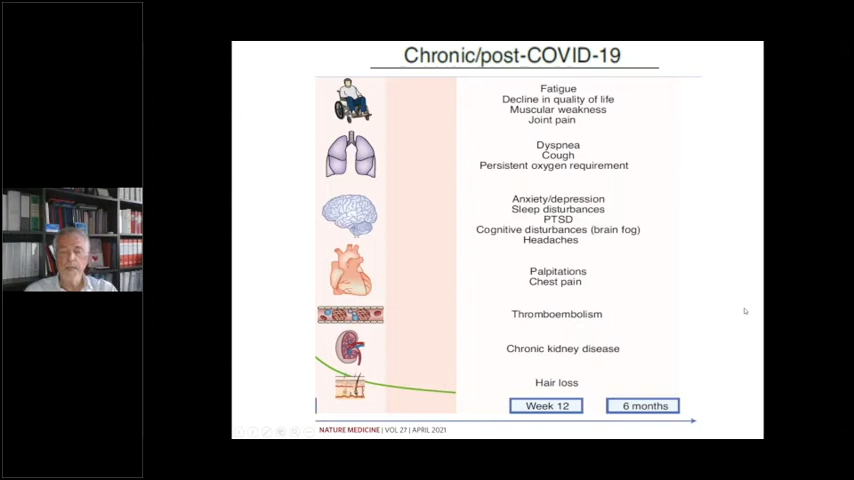 Chronic/post-COVID-19
Fatigue
Decline in quality of life
Muscular weakness
Joint pain
Dyspnea
Cough
Persistent oxygen requirement
Anxiety/depression
Sleep disturbances
PTSD
Cognitive disturbances (brain fog)
Headaches
Palpitations
Chest pain
Thromboembolism
Chronic kidney disease
Hair loss
Week 12
6 months
NATURE MEDICINE | VOL 27 | APRIL 2021